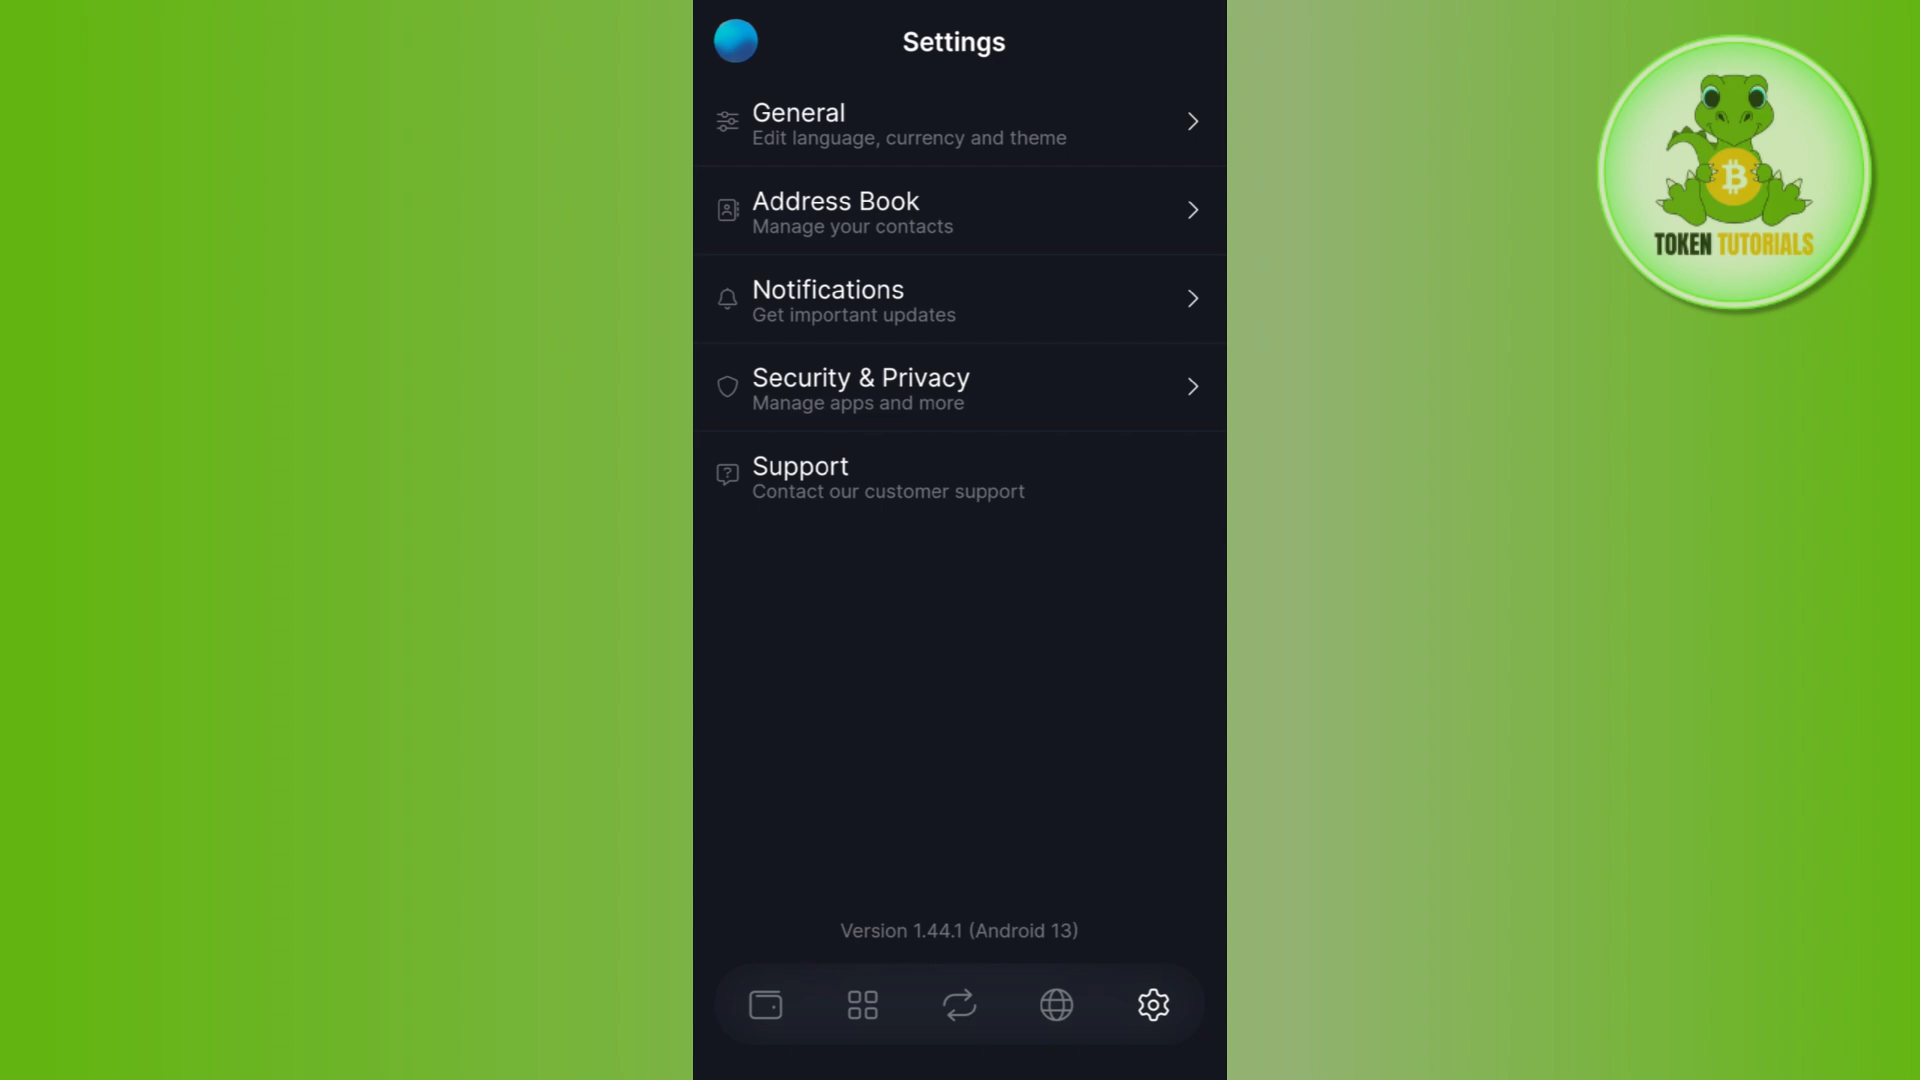 Settings
General
Edit language, currency and theme
Address Book
Manage your contacts
Notifications
Get important updates
Security & Privacy
Manage apps and more
Support
Contact our customer support
Version 1.44.1 (Android 13)
TOKEN TUTORIALS